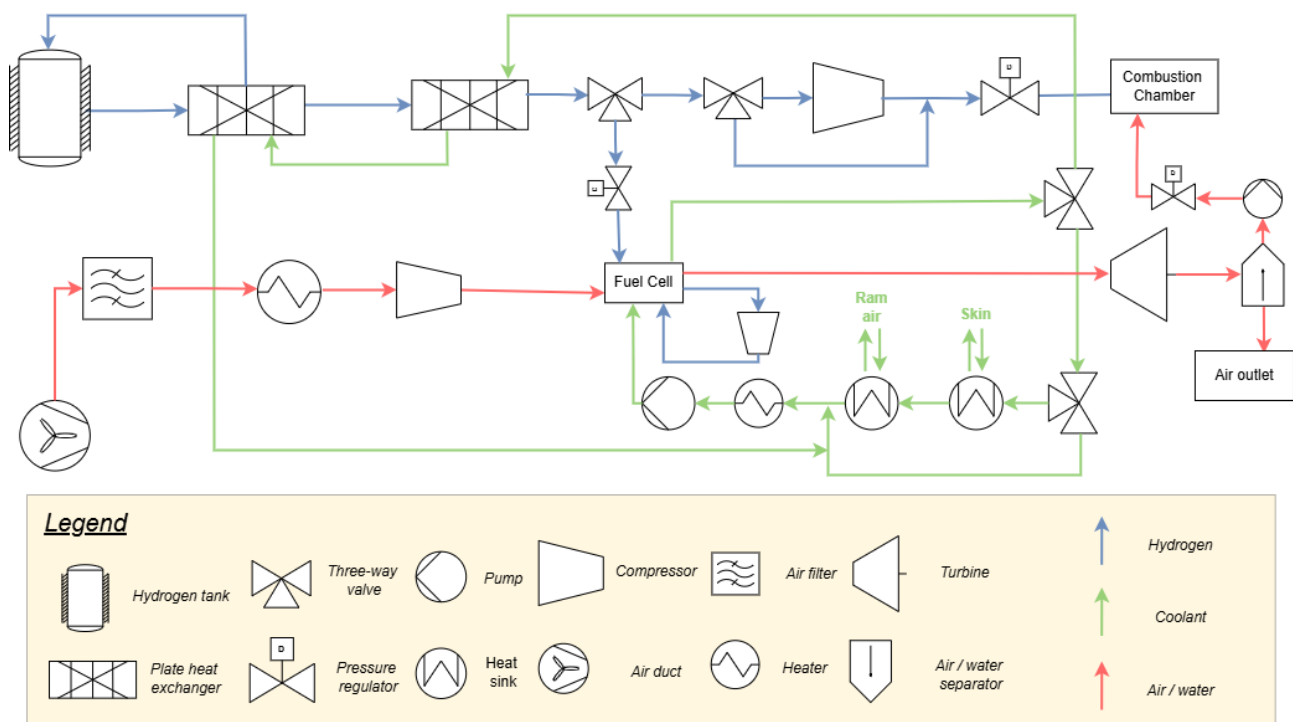 Combustion
Chamber
Fuel Cell
Ram
air
Skin
Air outlet
Legend
Hydrogen tank
Three-way
valve
Pump
Compressor
Air filter
Turbine
Hydrogen
Plate heat
exchanger
D
Pressure
regulator
Heat
sink
Air duct
Heater
Air / water
separator
Coolant
Air / water